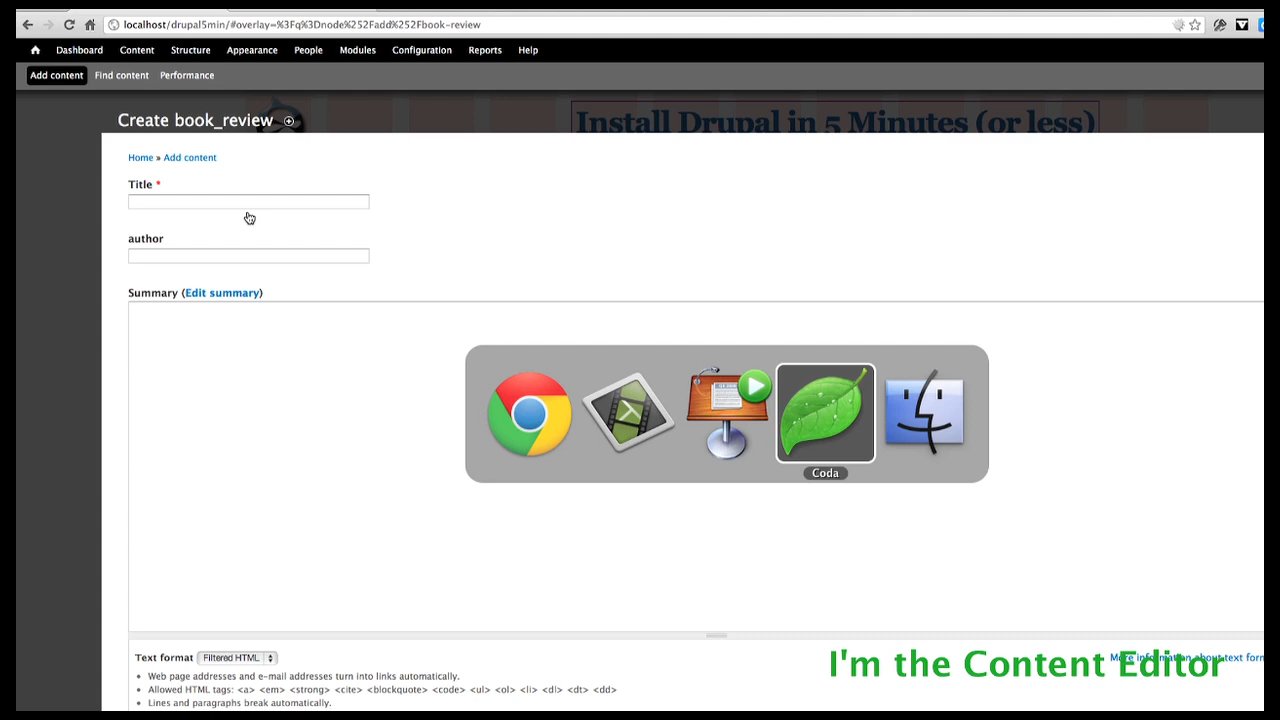 localhost/drupal5min/#overlay=%3Fq%3Dnode%252Fadd%252Fbook-review
Dashboard Content Structure Appearance People Modules Configuration Reports Help
Add content Find content Performance
Create book_review
Install Drupal in 5 Minutes (or less)
Home » Add content
Title *
author
Summary (Edit summary)
Coda
Text format Filtered HTML
More information about text form
I'm the Content Editor
• Web page addresses and e-mail addresses turn into links automatically.
• Allowed HTML tags: <a> <em> <strong> <cite> <blockquote> <code> <ul> <ol> <li> <dl> <dt> <dd>
• Lines and paragraphs break automatically.